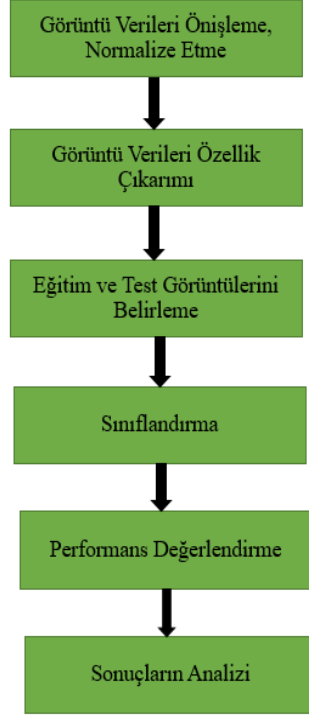 Görüntü Verileri Önişleme,
Normalize Etme
Görüntü Verileri Özellik
Çıkarımı
Eğitim ve Test Görüntülerini
Belirleme
Sınıflandırma
Performans Değerlendirme
Sonuçların Analizi